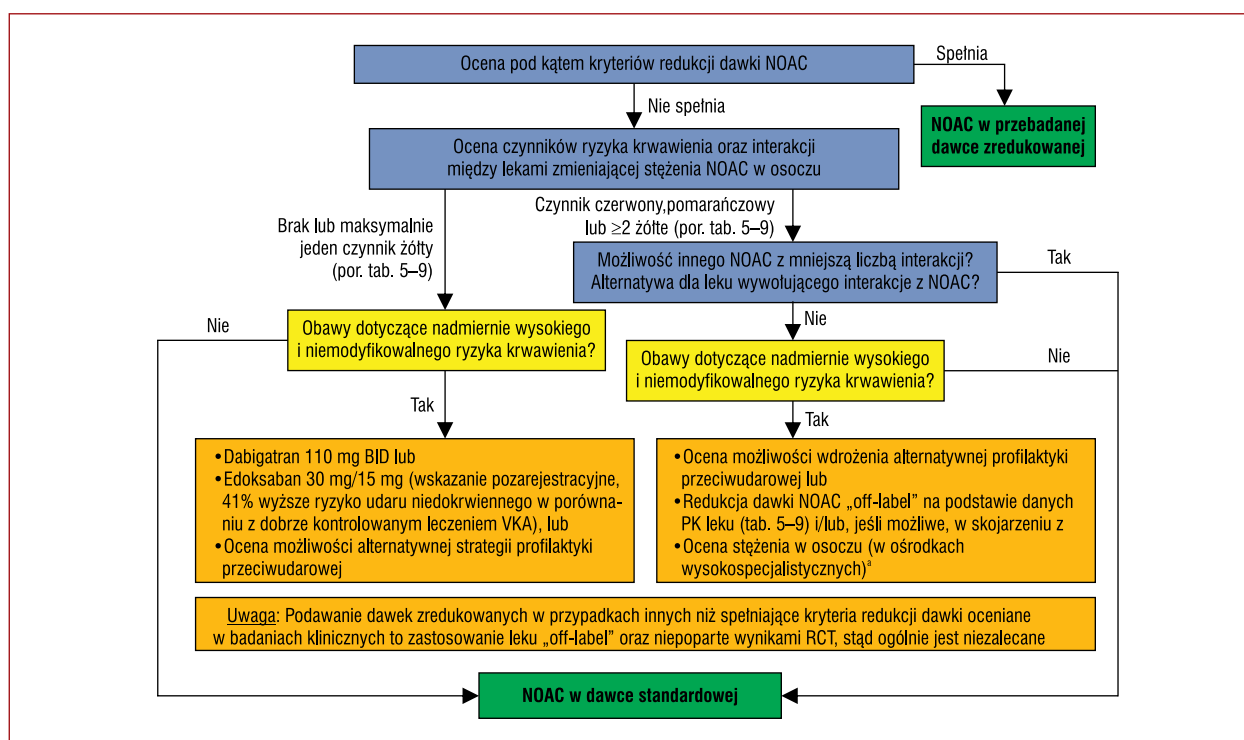 Ocena pod kątem kryteriów redukcji dawki NOAC
Spełnia
NOAC w przebadanej
dawce zredukowanej
Nie spełnia
Ocena czynników ryzyka krwawienia oraz interakcji
między lekami zmieniającej stężenia NOAC w osoczu
Brak lub maksymalnie
jeden czynnik żółty
(por. tab. 5–9)
Czynnik czerwony,pomarańczowy
lub ≥2 żółte (por. tab. 5–9)
Możliwość innego NOAC z mniejszą liczbą interakcji?
Alternatywa dla leku wywołującego interakcje z NOAC?
Tak
Nie
Obawy dotyczące nadmiernie wysokiego
i niemodyfikowalnego ryzyka krwawienia?
Nie
Obawy dotyczące nadmiernie wysokiego
i niemodyfikowalnego ryzyka krwawienia?
Nie
Tak
Tak
• Dabigatran 110 mg BID lub
• Edoksaban 30 mg/15 mg (wskazanie pozarejestracyjne,
41% wyższe ryzyko udaru niedokrwiennego w porówna-
niu z dobrze kontrolowanym leczeniem VKA), lub
• Ocena możliwości alternatywnej strategii profilaktyki
przeciwudarowej
• Ocena możliwości wdrożenia alternatywnej profilaktyki
przeciwudarowej lub
• Redukcja dawki NOAC „off-label” na podstawie danych
PK leku (tab. 5–9) i/lub, jeśli możliwe, w skojarzeniu z
• Ocena stężenia w osoczu (w ośrodkach
wysokospecjalistycznych)ᵃ
Uwaga: Podawanie dawek zredukowanych w przypadkach innych niż spełniające kryteria redukcji dawki oceniane
w badaniach klinicznych to zastosowanie leku „off-label” oraz niepoparte wynikami RCT, stąd ogólnie jest niezalecane
NOAC w dawce standardowej